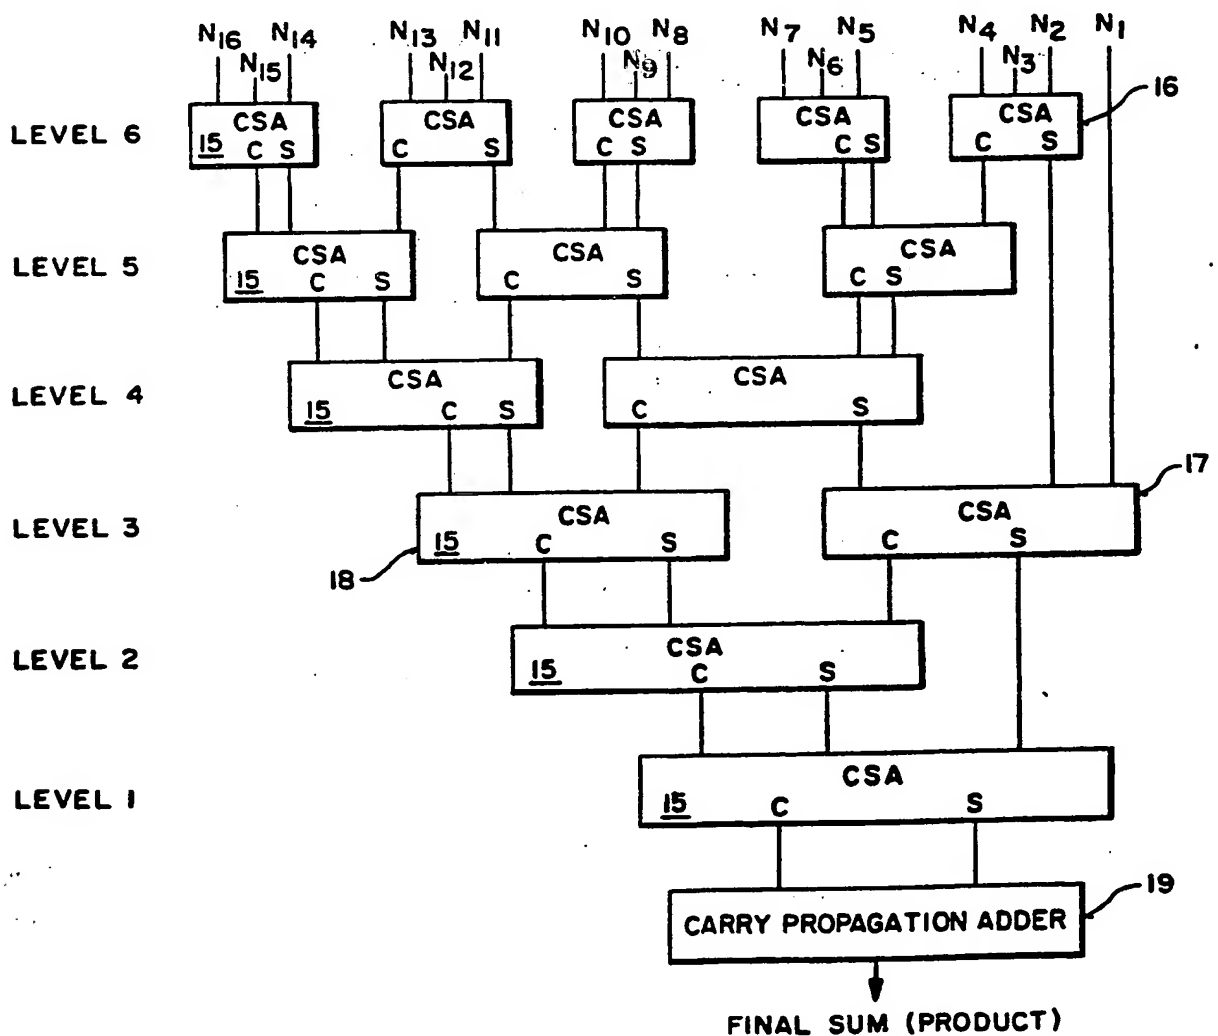 N16 N14 N13 N11 N10 N8 N7 N5 N4 N2 N1
N15 N12 N9 N6 N3
16
LEVEL 6
CSA CSA CSA CSA CSA
15 C S C S C S C S C S
LEVEL 5
CSA CSA CSA
15 C S C S C S
LEVEL 4
CSA CSA
15 C S C S
17
LEVEL 3
CSA CSA
15 C S C S
18
LEVEL 2
CSA
15 C S
LEVEL 1
CSA
15 C S
19
CARRY PROPAGATION ADDER
FINAL SUM (PRODUCT)